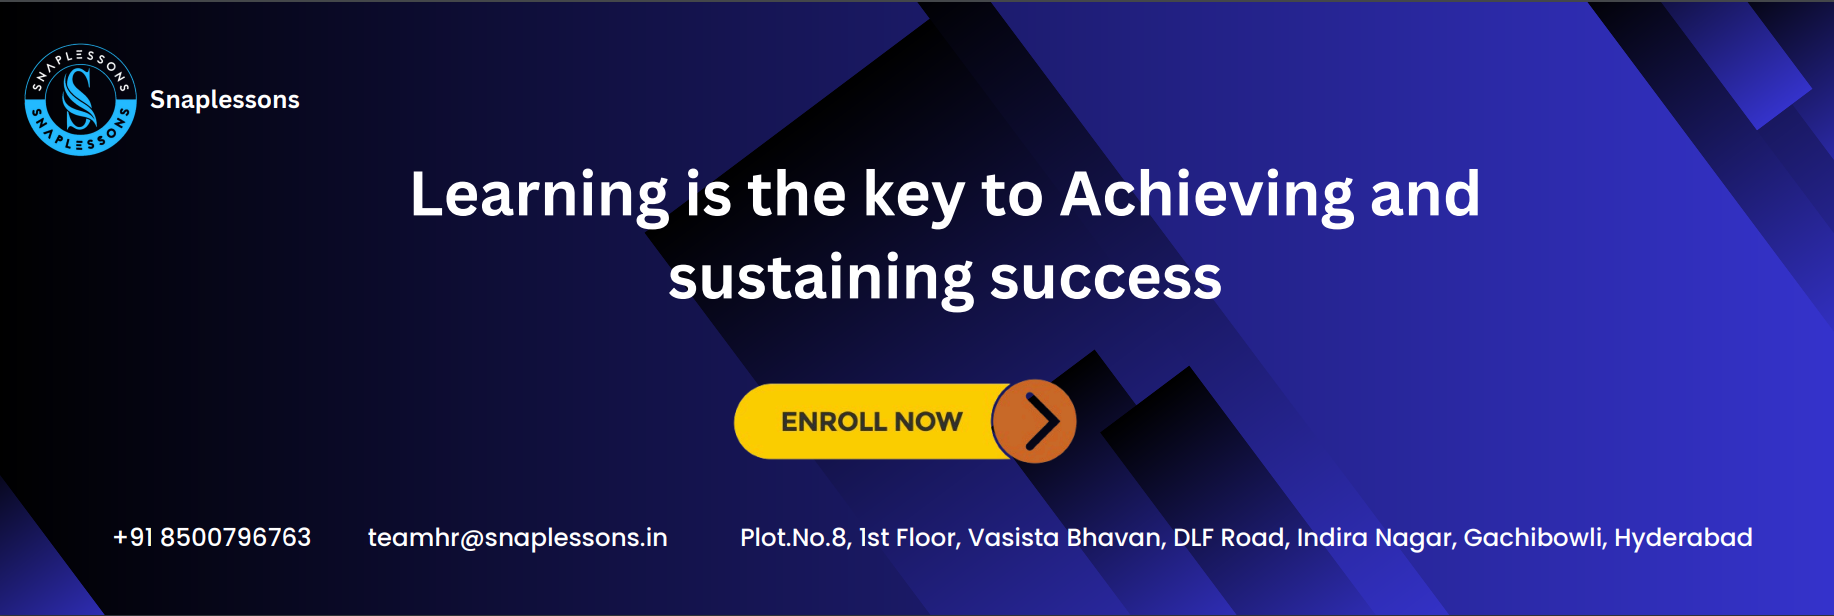 SNAPLESSONS
SNAPLESSONS
Snaplessons
Learning is the key to Achieving and
sustaining success
ENROLL NOW
+91 8500796763 teamhr@snaplessons.in Plot.No.8, 1st Floor, Vasista Bhavan, DLF Road, Indira Nagar, Gachibowli, Hyderabad